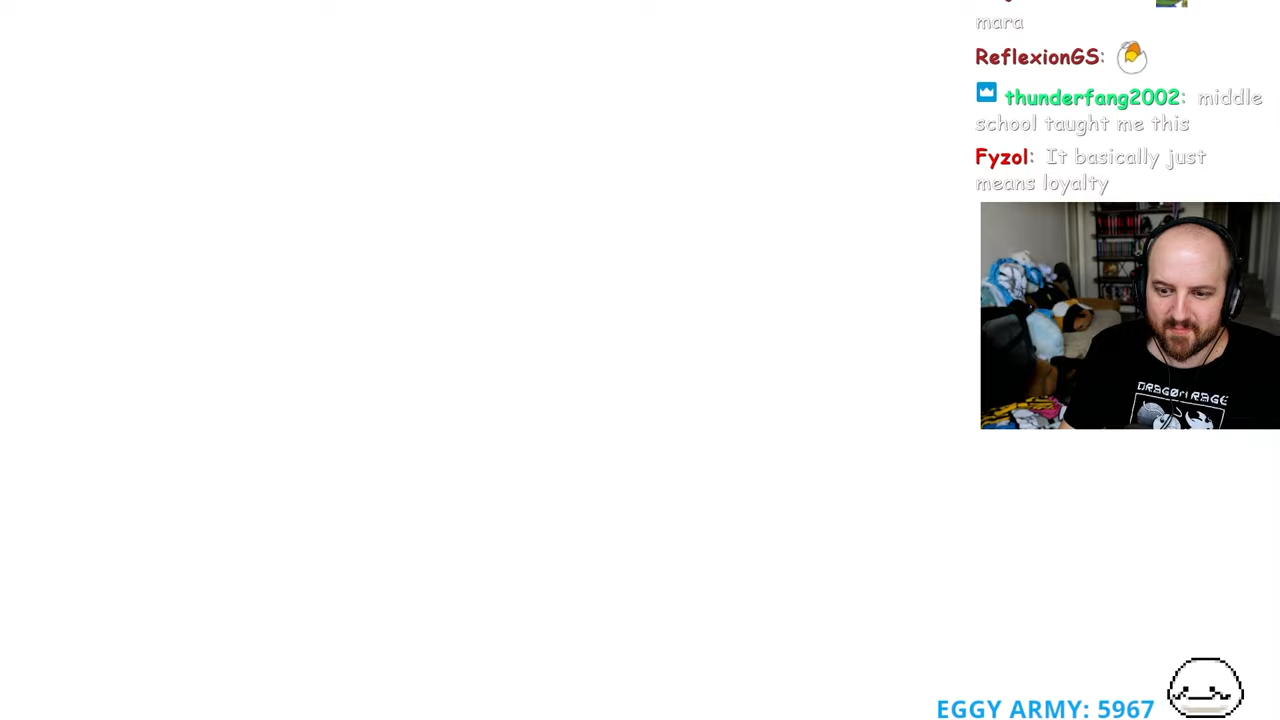 mara
ReflexionGS:
thunderfang2002: middle
school taught me this
Fyzol: It basically just
means loyalty
DRAGON RAGE
EGGY ARMY: 5967